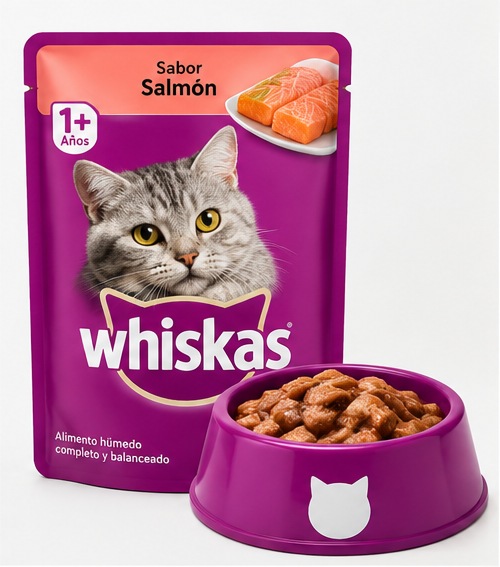 Sabor
Salmón
1+
Años
whiskas®
Alimento húmedo
completo y balanceado